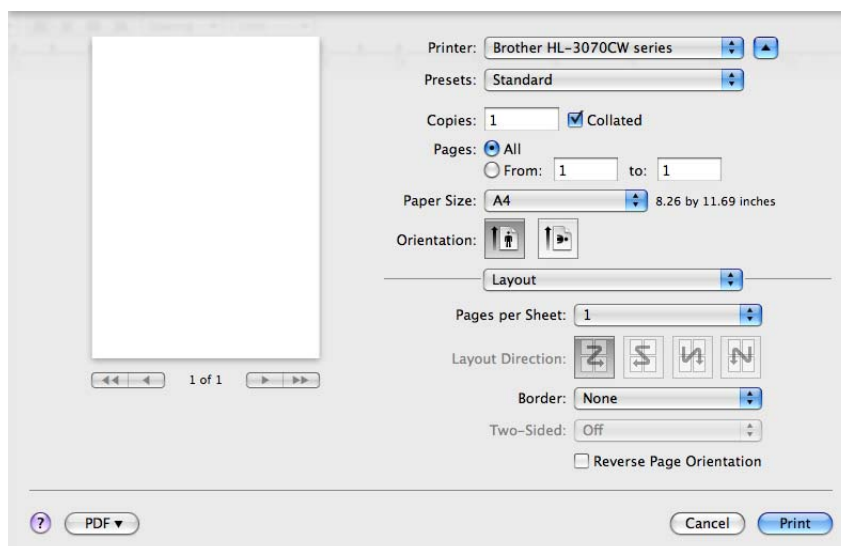 Printer: Brother HL-3070CW series
Presets: Standard
Copies: 1 Collated
Pages: All
From: 1 to: 1
Paper Size: A4 8.26 by 11.69 inches
Orientation:
Layout
Pages per Sheet: 1
Layout Direction:
1 of 1
Border: None
Two-Sided: Off
Reverse Page Orientation
? PDF Cancel Print